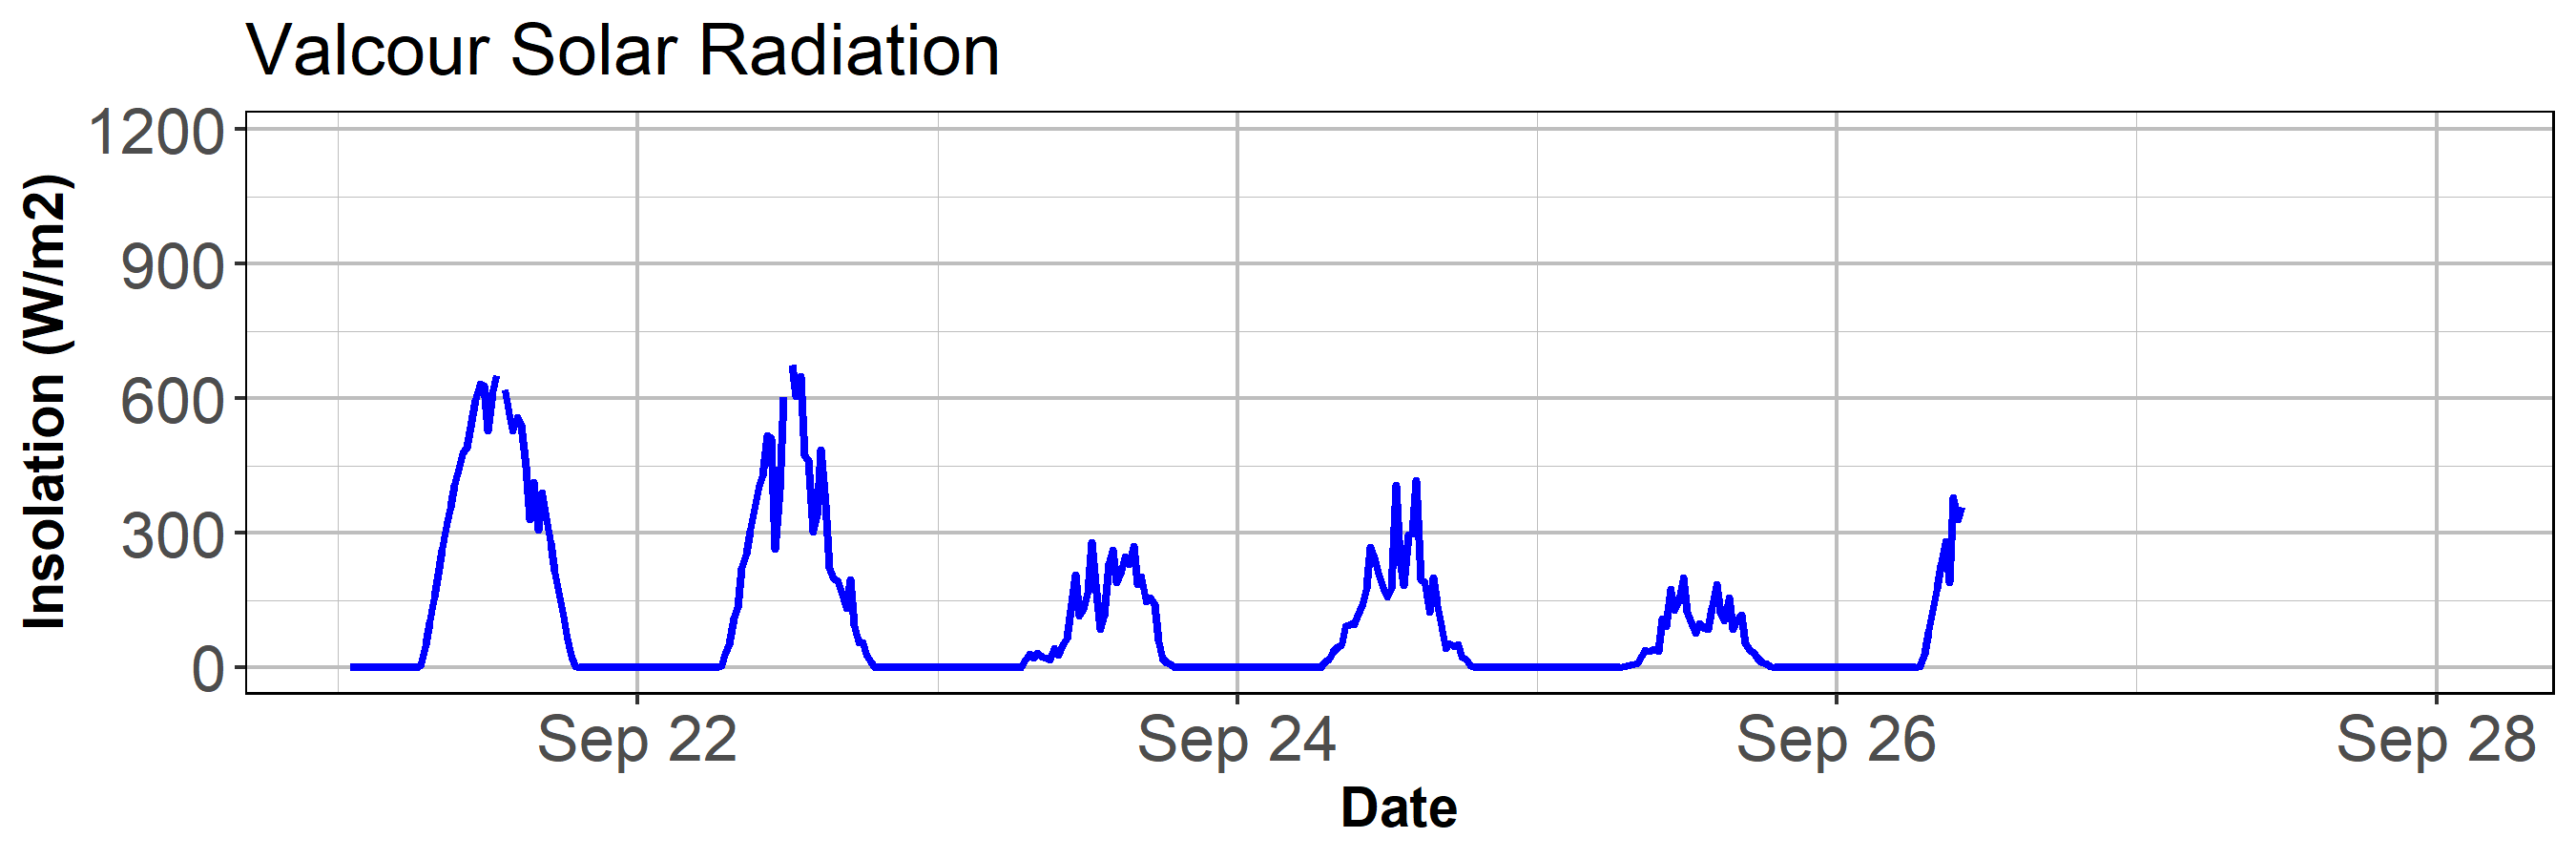 Valcour Solar Radiation
1200
900
600
300
0
Insolation (W/m2)
Sep 22 Sep 24 Sep 26 Sep 28
Date